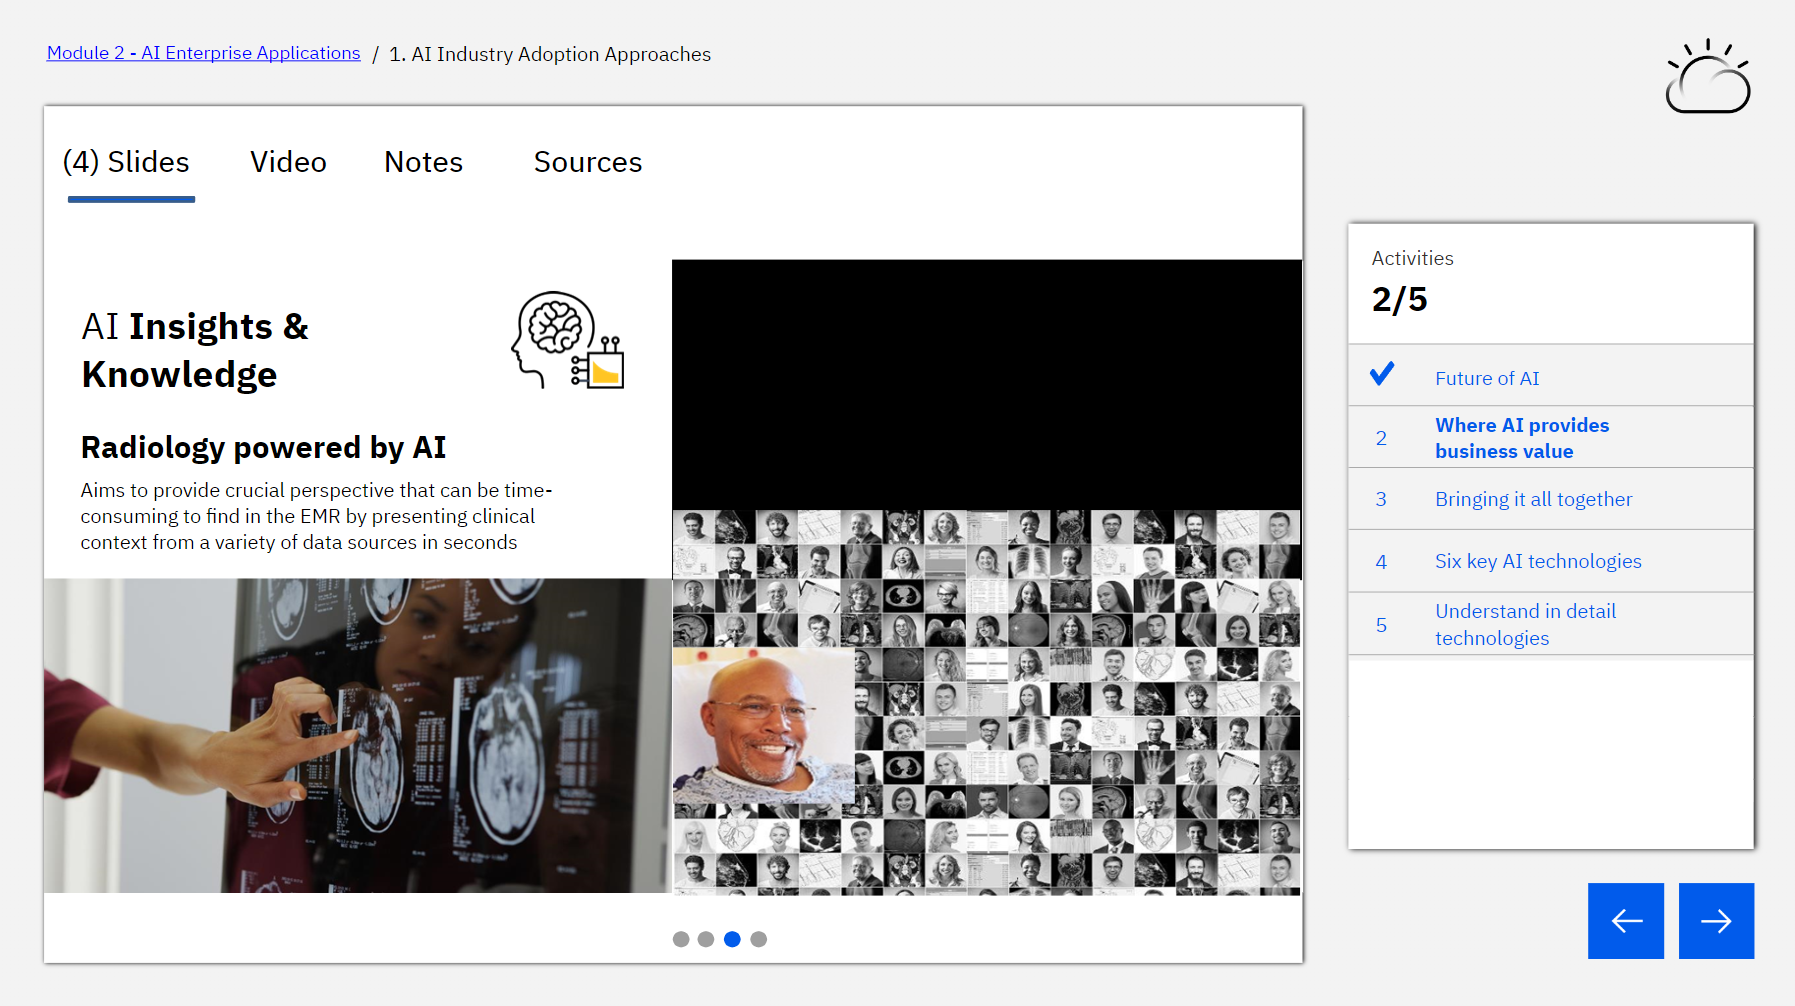 Module 2 - AI Enterprise Applications / 1. AI Industry Adoption Approaches
(4) Slides Video Notes Sources
AI Insights &
Knowledge
Radiology powered by AI
Aims to provide crucial perspective that can be time-
consuming to find in the EMR by presenting clinical
context from a variety of data sources in seconds
Activities
2/5
Future of AI
2 Where AI provides
business value
3 Bringing it all together
4 Six key AI technologies
5 Understand in detail
technologies